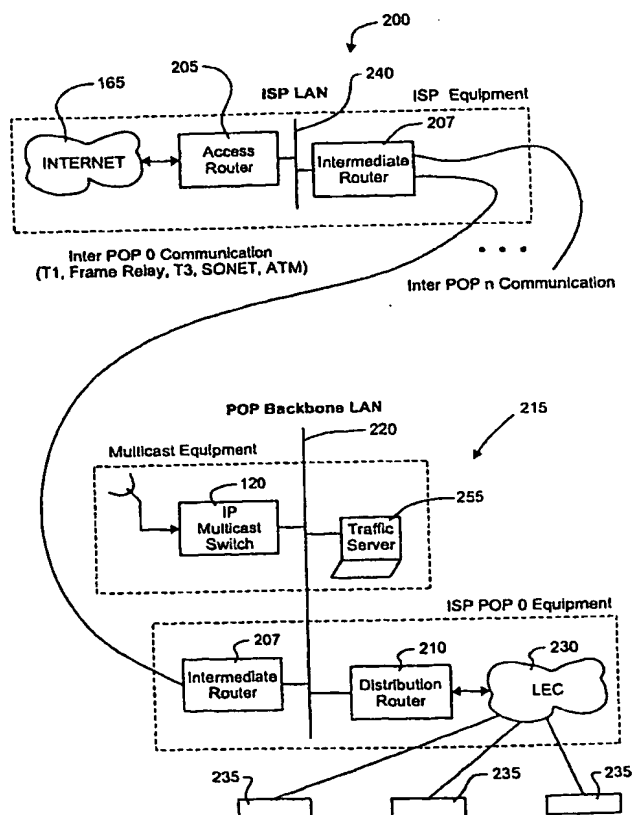 200
165
205
ISP LAN
240
ISP Equipment
207
INTERNET
Access
Router
Intermediate
Router
Inter POP 0 Communication
(T1, Frame Relay, T3, SONET, ATM)
• • •
Inter POP n Communication
POP Backbone LAN
215
220
Multicast Equipment
120
255
IP
Multicast
Switch
Traffic
Server
ISP POP 0 Equipment
207
210
230
Intermediate
Router
Distribution
Router
LEC
235
235
235